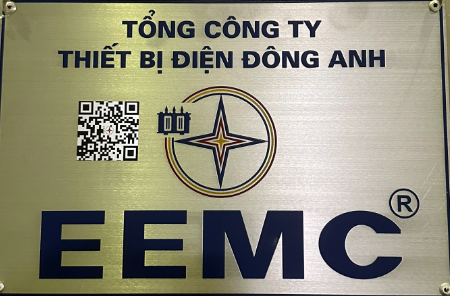 TỔNG CÔNG TY
THIẾT BỊ ĐIỆN ĐÔNG ANH
EEMC®